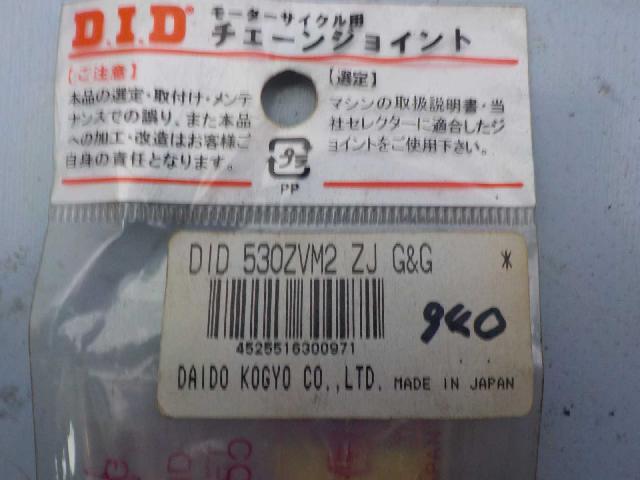 D.I.D®
モーターサイクル用
チェーンジョイント
【ご注意】
本品の選定・取付け・メンテ
ナンスでの誤り、また本品
への加工・改造はお客様ご
自身の責任となります。
【選定】
マシンの取扱説明書・当
社セレクターに適合したジ
ョイントをご使用下さい。
プラ
PP
DID 530ZVM2 ZJ G&G *
4525516300971
940
DAIDO KOGYO CO.,LTD. MADE IN JAPAN